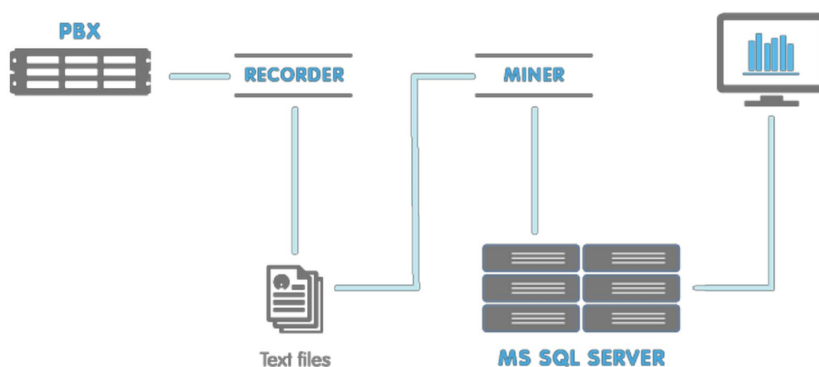 PBX
RECORDER
MINER
Text files
MS SQL SERVER